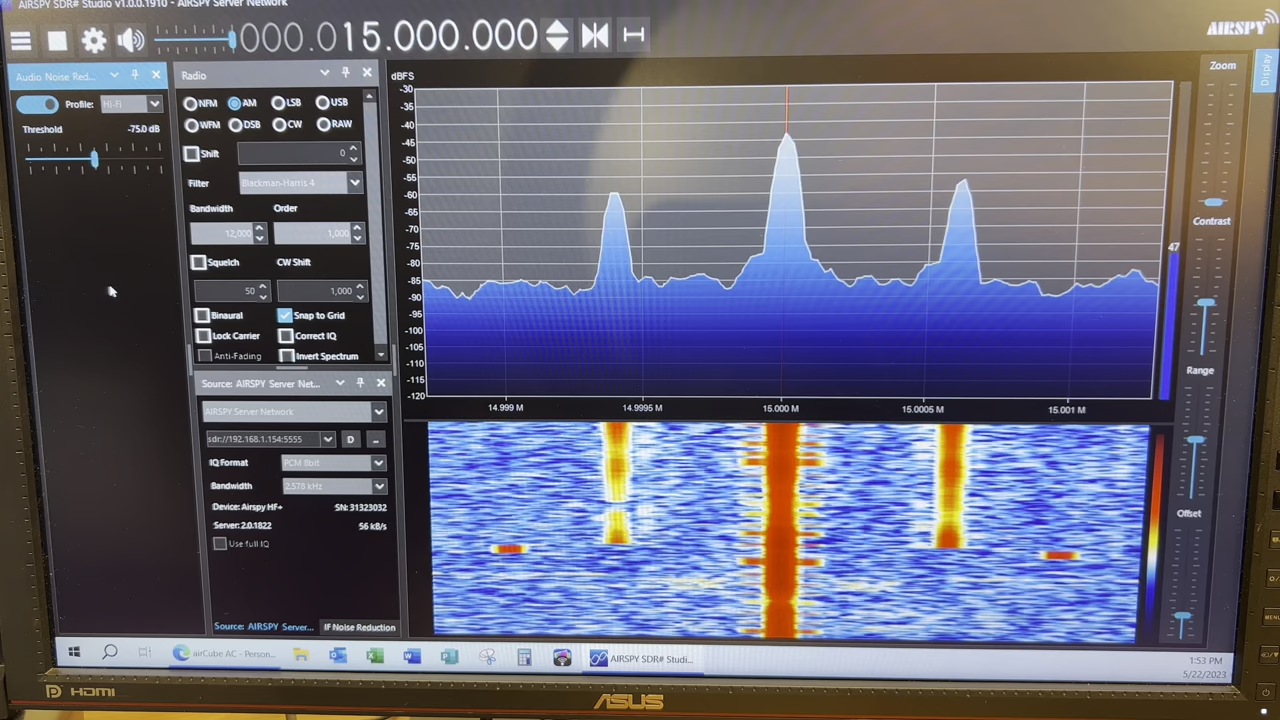 AIRSPY SDR# Studio v1.0.0.1910 - AIRSPY Server Network
000.015.000.000
AIRSPY
Audio Noise Red...
Profile: Hi-Fi
Threshold -75.0 dB
Radio
NFM AM LSB USB
WFM DSB CW RAW
Shift 0
Filter Blackman-Harris 4
Bandwidth Order
12,000 1,000
Squelch CW Shift
50 1,000
Binaural Snap to Grid
Lock Carrier Correct IQ
Anti-Fading Invert Spectrum
Source: AIRSPY Server Net...
AIRSPY Server Network
sdr://192.168.1.154:5555 D
IQ Format PCM 8bit
Bandwidth 2.578 kHz
Device: Airspy HF+ SN: 31323032
Server: 2.0.1822 56 kB/s
Use full IQ
Source: AIRSPY Server... IF Noise Reduction
dBFS
-30
-35
-40
-45
-50
-55
-60
-65
-70
-75
-80
-85
-90
-95
-100
-105
-110
-115
-120
14.999 M 14.9995 M 15.000 M 15.0005 M 15.001 M
47
Zoom
Contrast
Range
Offset
Display
airCube AC - Person...
AIRSPY SDR# Studi...
1:53 PM
5/22/2023
HDMI
ASUS
MENU